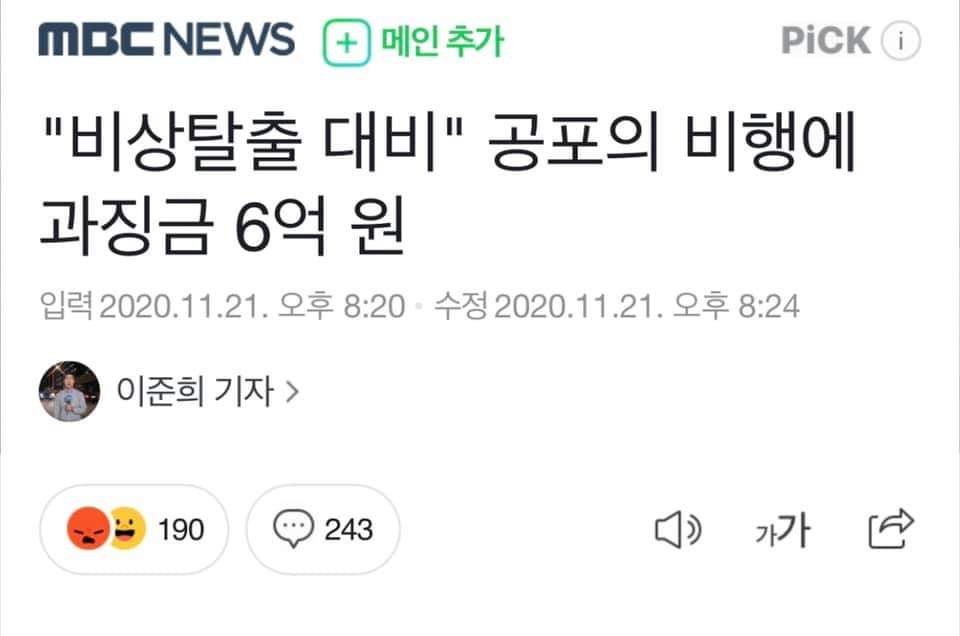 MBC NEWS 메인 추가 PiCK i
"비상탈출 대비" 공포의 비행에
과징금 6억 원
입력 2020.11.21. 오후 8:20 · 수정 2020.11.21. 오후 8:24
이준희 기자 >
190 243 가가